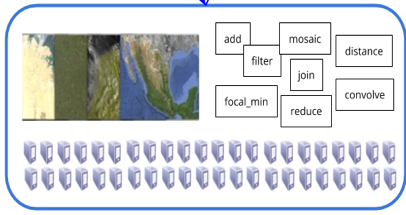 add
mosaic
distance
filter
join
focal_min
convolve
reduce